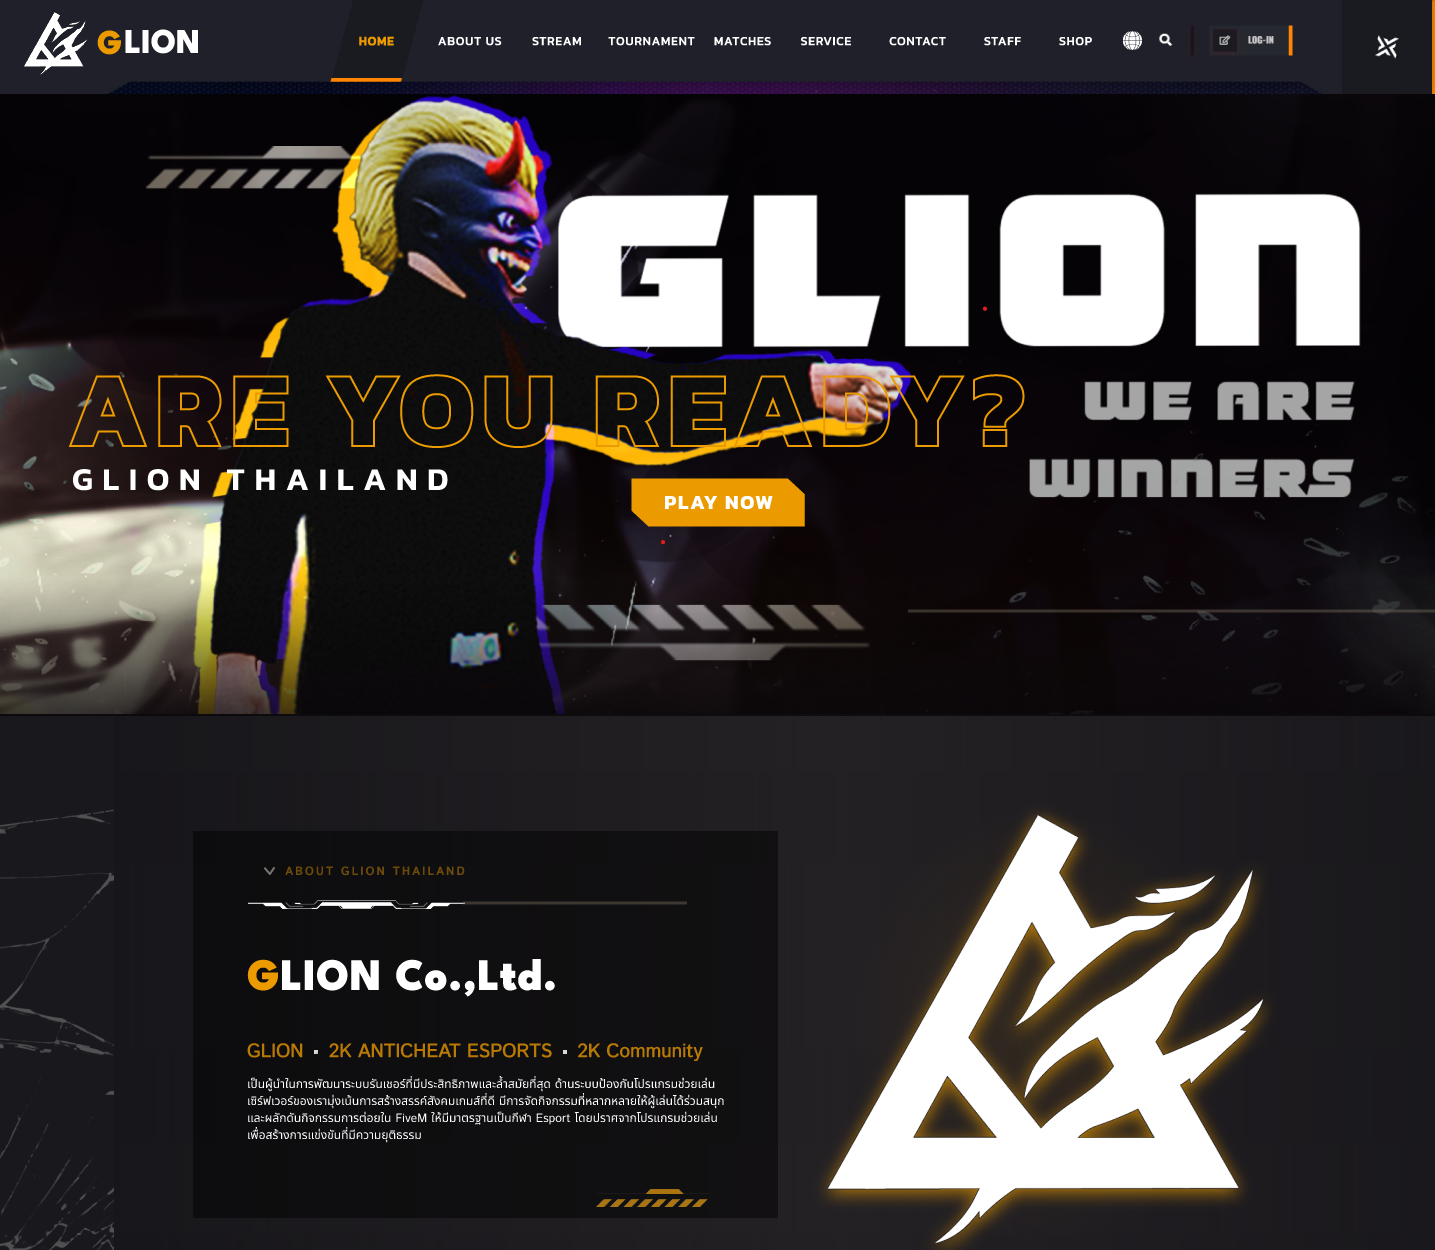 GLION
HOME ABOUT US STREAM TOURNAMENT MATCHES SERVICE CONTACT STAFF SHOP LOG-IN
GLION
ARE YOU READY?
WE ARE
WINNERS
GLION THAILAND
PLAY NOW
ABOUT GLION THAILAND
GLION Co.,Ltd.
GLION ▪ 2K ANTICHEAT ESPORTS ▪ 2K Community
เป็นผู้นำในการพัฒนาระบบรันเซอร์ที่มีประสิทธิภาพและล้ำสมัยที่สุด ด้านระบบป้องกันโปรแกรมช่วยเล่น
เซิร์ฟเวอร์ของเรามุ่งเน้นการสร้างสรรค์สังคมเกมส์ที่ดี มีการจัดกิจกรรมที่หลากหลายให้ผู้เล่นได้ร่วมสนุก
และผลักดันกิจกรรมการต่อยใน FiveM ให้มีมาตรฐานเป็นกีฬา Esport โดยปราศจากโปรแกรมช่วยเล่น
เพื่อสร้างการแข่งขันที่มีความยุติธรรม